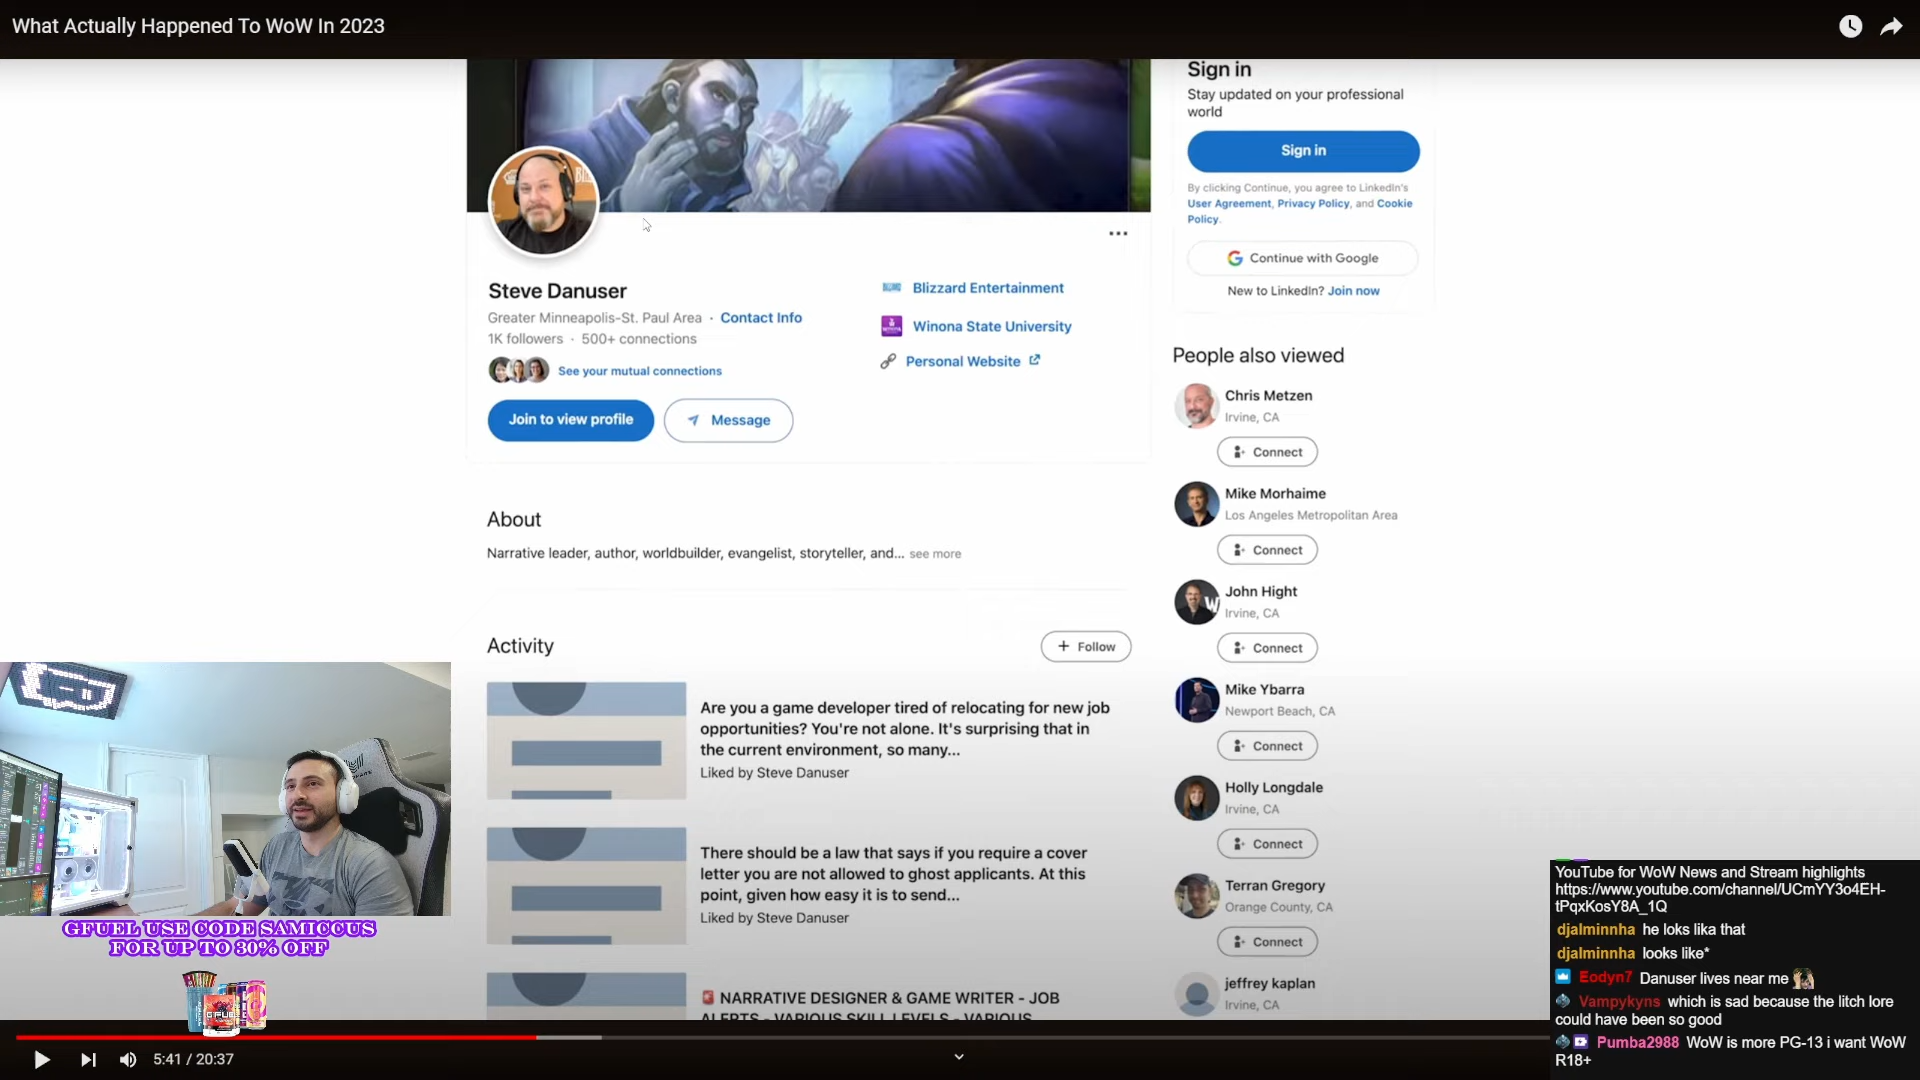 What Actually Happened To WoW In 2023
Sign in
Stay updated on your professional
world
Sign in
By clicking Continue, you agree to LinkedIn's
User Agreement, Privacy Policy, and Cookie
Policy.
Continue with Google
New to LinkedIn? Join now
Steve Danuser
Greater Minneapolis-St. Paul Area · Contact Info
1K followers · 500+ connections
See your mutual connections
Join to view profile
Message
Blizzard Entertainment
Winona State University
Personal Website
About
Narrative leader, author, worldbuilder, evangelist, storyteller, and... see more
Activity
+ Follow
Are you a game developer tired of relocating for new job
opportunities? You're not alone. It's surprising that in
the current environment, so many...
Liked by Steve Danuser
There should be a law that says if you require a cover
letter you are not allowed to ghost applicants. At this
point, given how easy it is to send...
Liked by Steve Danuser
NARRATIVE DESIGNER & GAME WRITER - JOB
ALERTS - VARIOUS SKILL LEVELS - VARIOUS
People also viewed
Chris Metzen
Irvine, CA
Connect
Mike Morhaime
Los Angeles Metropolitan Area
Connect
John Hight
Irvine, CA
Connect
Mike Ybarra
Newport Beach, CA
Connect
Holly Longdale
Irvine, CA
Connect
Terran Gregory
Orange County, CA
Connect
jeffrey kaplan
Irvine, CA
GFUEL USE CODE SAMICCUS
FOR UP TO 30% OFF
G FUEL
5:41 / 20:37
YouTube for WoW News and Stream highlights
https://www.youtube.com/channel/UCmYY3o4EH-
tPqxKosY8A_1Q
djalminnha he loks lika that
djalminnha looks like*
Eodyn7 Danuser lives near me
Vampykyns which is sad because the litch lore
could have been so good
Pumba2988 WoW is more PG-13 i want WoW
R18+